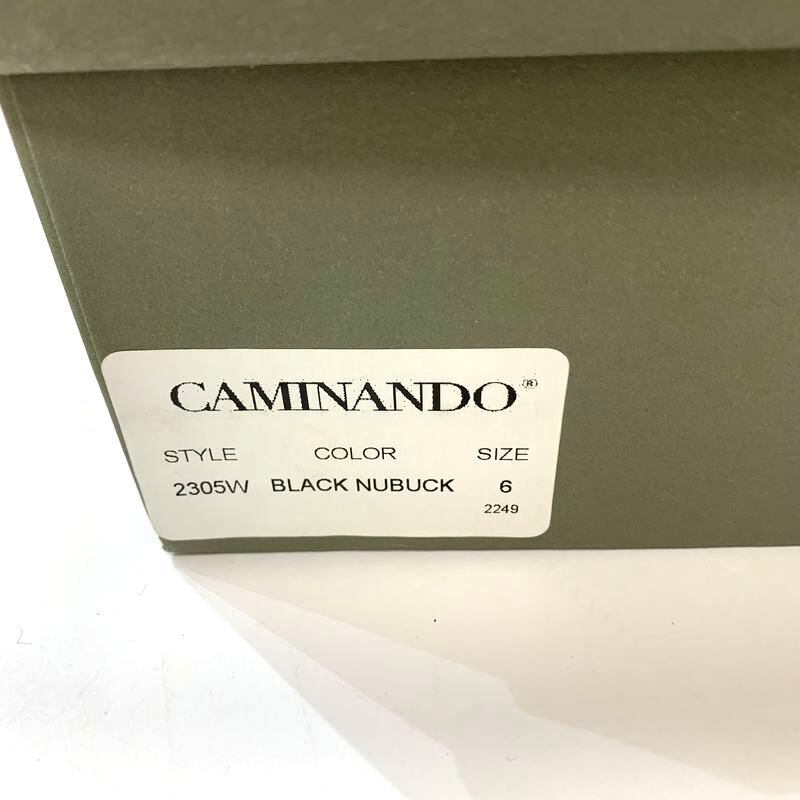 CAMINANDO®
STYLE COLOR SIZE
2305W BLACK NUBUCK 6
2249